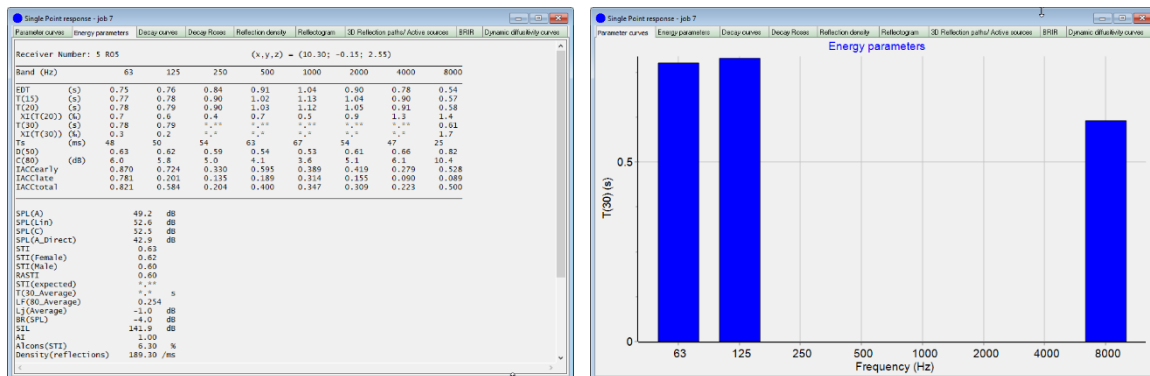 Single Point response - job 7
Parameter curves Energy parameters Decay curves Decay Roses Reflection density Reflectogram 3D Reflection paths/ Active sources BRIR Dynamic diffusivity curves
Receiver Number: 5 R05 (x,y,z) = (10.30; -0.15; 2.55)
Band (Hz) 63 125 250 500 1000 2000 4000 8000
EDT (s) 0.75 0.76 0.84 0.91 1.04 0.90 0.78 0.54
T(15) (s) 0.77 0.78 0.90 1.02 1.13 1.04 0.90 0.57
T(20) (s) 0.78 0.79 0.90 1.03 1.12 1.05 0.91 0.58
XI(T(20)) (‰) 0.7 0.6 0.4 0.7 0.5 0.9 1.3 1.4
T(30) (s) 0.78 0.79 *.** *.** *.** *.** *.** 0.61
XI(T(30)) (‰) 0.3 0.2 *.* *.* *.* *.* *.* 1.7
Ts (ms) 48 50 54 63 67 54 47 25
D(50) 0.63 0.62 0.59 0.54 0.53 0.61 0.66 0.82
C(80) (dB) 6.0 5.8 5.0 4.1 3.6 5.1 6.1 10.4
IACCearly 0.870 0.724 0.330 0.595 0.389 0.419 0.279 0.528
IACClate 0.781 0.201 0.135 0.189 0.314 0.155 0.090 0.089
IACCtotal 0.821 0.584 0.204 0.400 0.347 0.309 0.223 0.500
SPL(A) 49.2 dB
SPL(Lin) 52.6 dB
SPL(C) 52.5 dB
SPL(A_Direct) 42.9 dB
STI 0.63
STI(Female) 0.62
STI(Male) 0.60
RASTI 0.60
STI(expected) *.**
T(30_Average) *.* s
LF(80_Average) 0.254
Lj(Average) -1.0 dB
BR(SPL) -4.0 dB
SIL 141.9 dB
AI 1.00
Alcons(STI) 6.30 %
Density(reflections) 189.30 /ms
Single Point response - job 7
Parameter curves Energy parameters Decay curves Decay Roses Reflection density Reflectogram 3D Reflection paths/ Active sources BRIR Dynamic diffusivity curves
Energy parameters
T(30) (s)
0.5
0
63 125 250 500 1000 2000 4000 8000
Frequency (Hz)